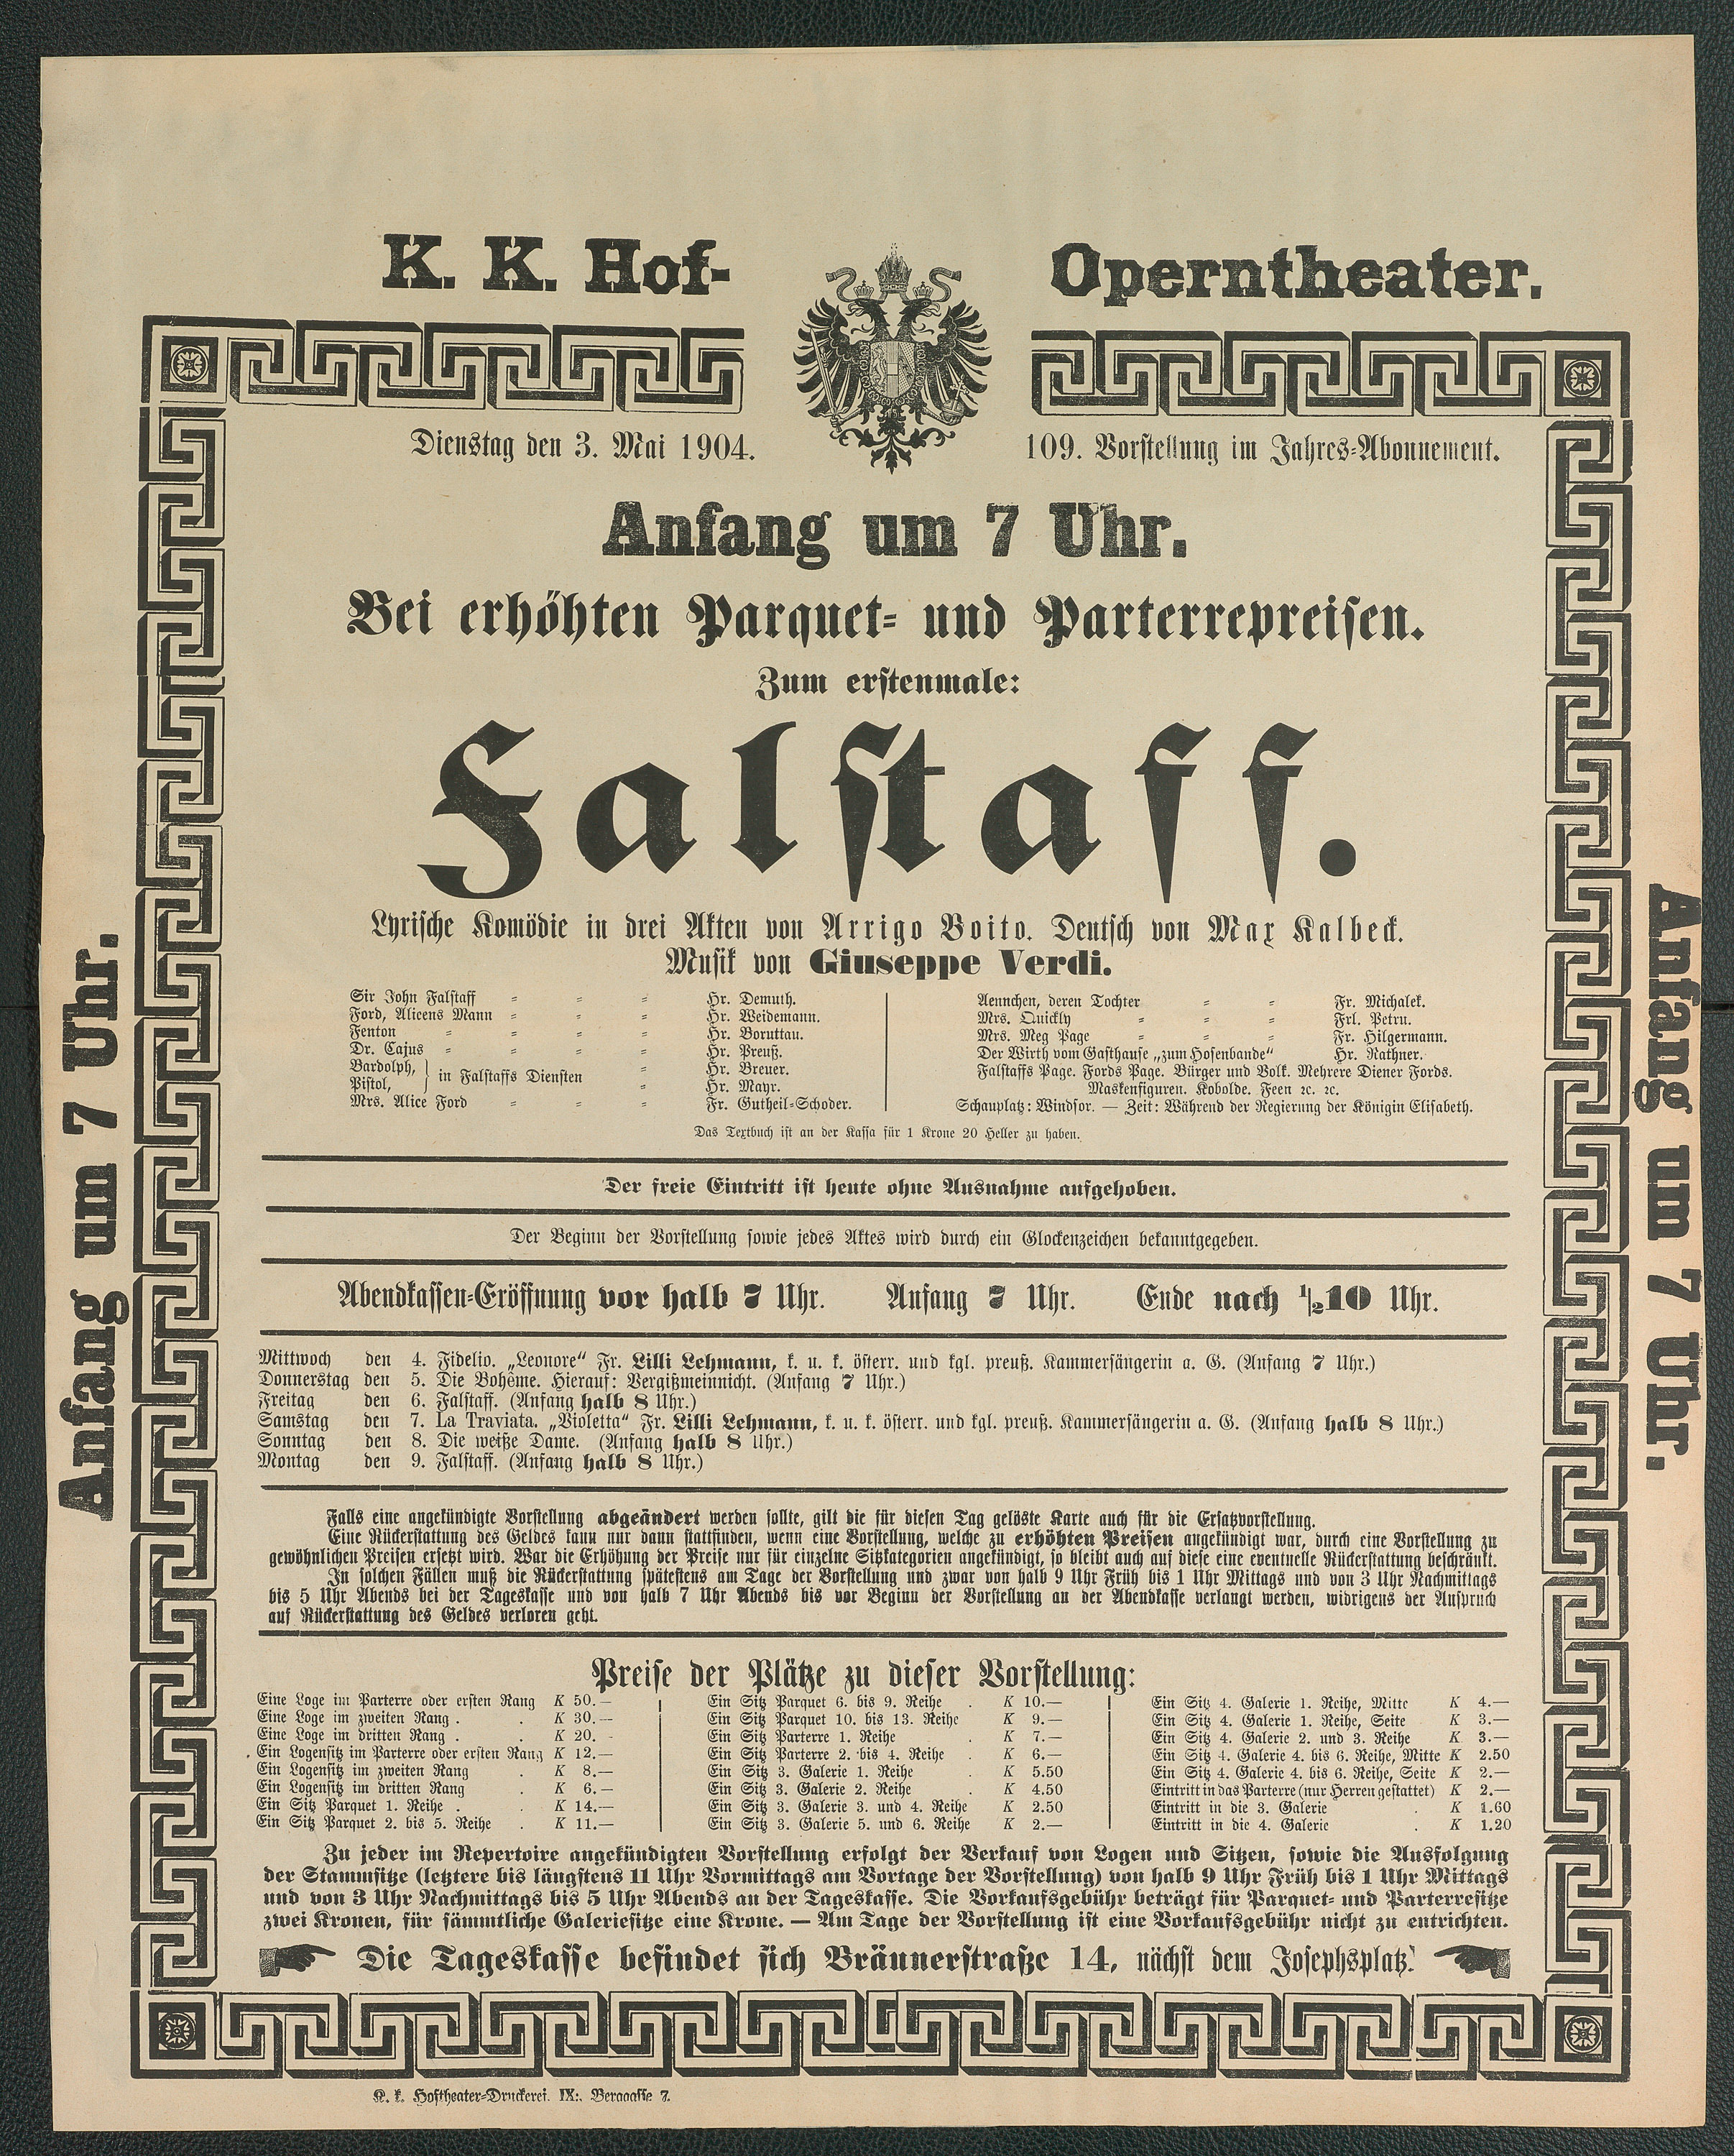 K. K. Hof- Operntheater.
Dienstag den 3. Mai 1904. 109. Vorstellung im Jahres-Abonnement.
Anfang um 7 Uhr.
Bei erhöhten Parquet- und Parterrepreisen.
Zum erstenmale:
Falstaff.
Lyrische Komödie in drei Akten von Arrigo Boito. Deutsch von Max Kalbeck.
Musik von Giuseppe Verdi.
Sir John Falstaff Hr. Demuth.
Ford, Alicens Mann Hr. Weidemann.
Fenton Hr. Boruttau.
Dr. Cajus Hr. Preuß.
Bardolph, Hr. Breuer.
in Falstaffs Diensten
Pistol, Hr. Mayr.
Mrs. Alice Ford Fr. Gutheil-Schoder.
Aennchen, deren Tochter Fr. Michalek.
Mrs. Quickly Frl. Petru.
Mrs. Meg Page Fr. Hilgermann.
Der Wirth vom Gasthause „zum Hosenbande“ Hr. Rathner.
Falstaffs Page. Fords Page. Bürger und Volk. Mehrere Diener Fords.
Maskenfiguren. Kobolde. Feen ꝛc. ꝛc.
Schauplatz: Windsor. — Zeit: Während der Regierung der Königin Elisabeth.
Das Textbuch ist an der Kassa für 1 Krone 20 Heller zu haben.
Der freie Eintritt ist heute ohne Ausnahme aufgehoben.
Der Beginn der Vorstellung sowie jedes Aktes wird durch ein Glockenzeichen bekanntgegeben.
Abendkassen-Eröffnung vor halb 7 Uhr. Anfang 7 Uhr. Ende nach ½10 Uhr.
Mittwoch den 4. Fidelio. „Leonore“ Fr. Lilli Lehmann, k. u. k. österr. und kgl. preuß. Kammersängerin a. G. (Anfang 7 Uhr.)
Donnerstag den 5. Die Bohême. Hierauf: Vergißmeinnicht. (Anfang 7 Uhr.)
Freitag den 6. Falstaff. (Anfang halb 8 Uhr.)
Samstag den 7. La Traviata. „Violetta“ Fr. Lilli Lehmann, k. u. k. österr. und kgl. preuß. Kammersängerin a. G. (Anfang halb 8 Uhr.)
Sonntag den 8. Die weiße Dame. (Anfang halb 8 Uhr.)
Montag den 9. Falstaff. (Anfang halb 8 Uhr.)
Falls eine angekündigte Vorstellung abgeändert werden sollte, gilt die für diesen Tag gelöste Karte auch für die Ersatzvorstellung.
Eine Rückerstattung des Geldes kann nur dann stattfinden, wenn eine Vorstellung, welche zu erhöhten Preisen angekündigt war, durch eine Vorstellung zu
gewöhnlichen Preisen ersetzt wird. War die Erhöhung der Preise nur für einzelne Sitzkategorien angekündigt, so bleibt auch auf diese eine eventuelle Rückerstattung beschränkt.
In solchen Fällen muß die Rückerstattung spätestens am Tage der Vorstellung und zwar von halb 9 Uhr Früh bis 1 Uhr Mittags und von 3 Uhr Nachmittags
bis 5 Uhr Abends bei der Tageskasse und von halb 7 Uhr Abends bis vor Beginn der Vorstellung an der Abendkasse verlangt werden, widrigens der Anspruch
auf Rückerstattung des Geldes verloren geht.
Preise der Plätze zu dieser Vorstellung:
Eine Loge im Parterre oder ersten Rang K 50.—
Eine Loge im zweiten Rang . . K 30.—
Eine Loge im dritten Rang . . K 20.-
Ein Logensitz im Parterre oder ersten Rang K 12.—
Ein Logensitz im zweiten Rang . K 8.—
Ein Logensitz im dritten Rang . K 6.—
Ein Sitz Parquet 1. Reihe . . K 14.—
Ein Sitz Parquet 2. bis 5. Reihe . K 11.—
Ein Sitz Parquet 6. bis 9. Reihe . K 10.—
Ein Sitz Parquet 10. bis 13. Reihe K 9.—
Ein Sitz Parterre 1. Reihe . K 7.—
Ein Sitz Parterre 2. bis 4. Reihe . K 6.—
Ein Sitz 3. Galerie 1. Reihe . K 5.50
Ein Sitz 3. Galerie 2. Reihe . K 4.50
Ein Sitz 3. Galerie 3. und 4. Reihe K 2.50
Ein Sitz 3. Galerie 5. und 6. Reihe K 2.—
Ein Sitz 4. Galerie 1. Reihe, Mitte K 4.—
Ein Sitz 4. Galerie 1. Reihe, Seite K 3.—
Ein Sitz 4. Galerie 2. und 3. Reihe K 3.—
Ein Sitz 4. Galerie 4. bis 6. Reihe, Mitte K 2.50
Ein Sitz 4. Galerie 4. bis 6. Reihe, Seite K 2.—
Eintritt in das Parterre (nur Herren gestattet) K 2.—
Eintritt in die 3. Galerie . K 1.60
Eintritt in die 4. Galerie . K 1.20
Zu jeder im Repertoire angekündigten Vorstellung erfolgt der Verkauf von Logen und Sitzen, sowie die Ausfolgung
der Stammsitze (letztere bis längstens 11 Uhr Vormittags am Vortage der Vorstellung) von halb 9 Uhr Früh bis 1 Uhr Mittags
und von 3 Uhr Nachmittags bis 5 Uhr Abends an der Tageskasse. Die Vorkaufsgebühr beträgt für Parquet- und Parterresitze
zwei Kronen, für sämmtliche Galeriesitze eine Krone. — Am Tage der Vorstellung ist eine Vorkaufsgebühr nicht zu entrichten.
Die Tageskasse befindet sich Bräunerstraße 14, nächst dem Josephsplatz.
K. k. Hoftheater-Druckerei. IX., Berggasse 7.
Anfang um 7 Uhr.
Anfang um 7 Uhr.